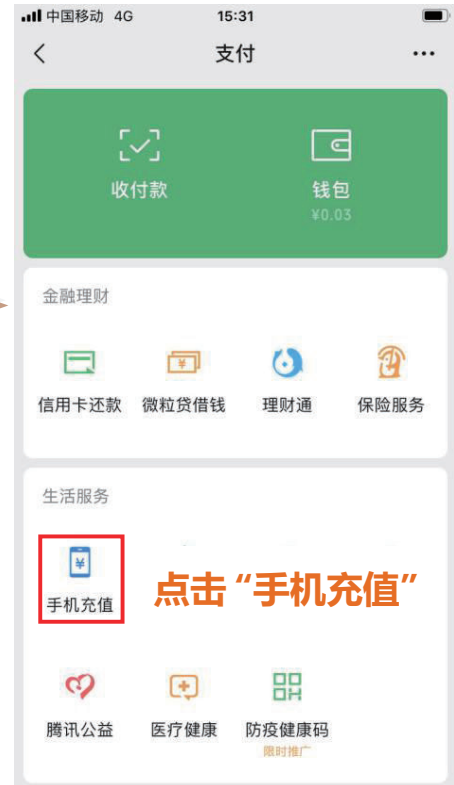 中国移动 4G 15:31
支付
收付款 钱包
¥0.03
金融理财
信用卡还款 微粒贷借钱 理财通 保险服务
生活服务
手机充值
点击“手机充值”
腾讯公益 医疗健康 防疫健康码
限时推广